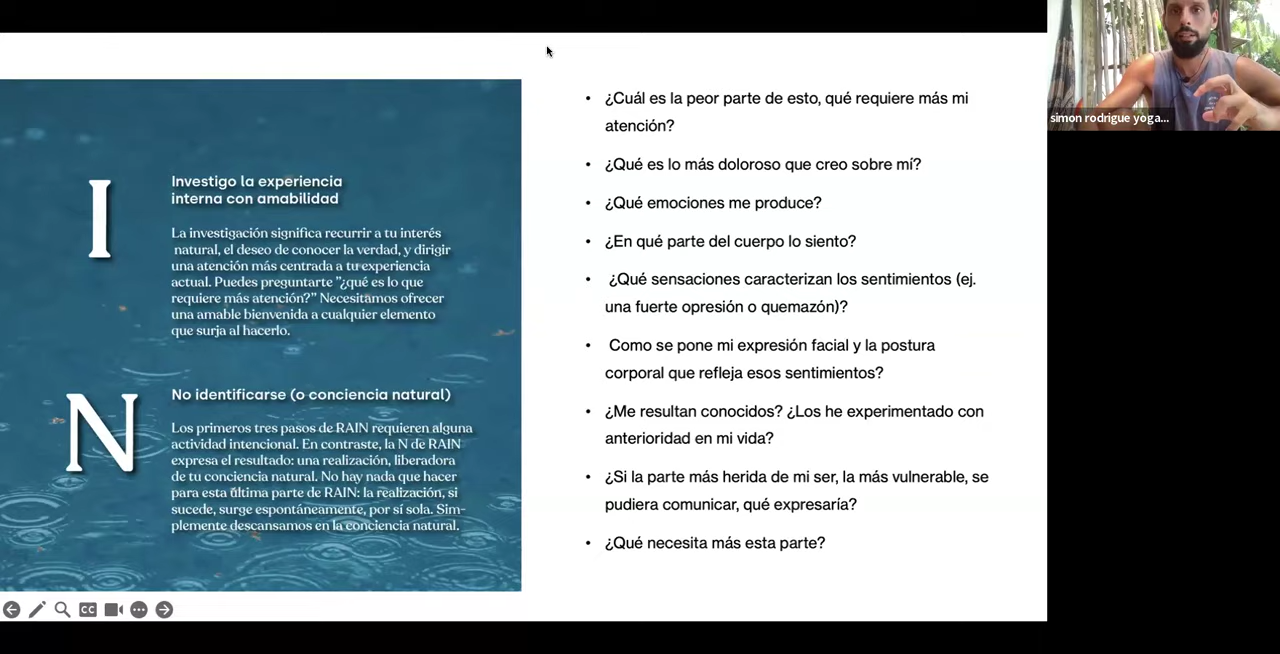 I
Investigo la experiencia
interna con amabilidad
La investigación significa recurrir a tu interés
natural, el deseo de conocer la verdad, y dirigir
una atención más centrada a tu experiencia
actual. Puedes preguntarte "¿qué es lo que
requiere más atención?" Necesitamos ofrecer
una amable bienvenida a cualquier elemento
que surja al hacerlo.
N
No identificarse (o conciencia natural)
Los primeros tres pasos de RAIN requieren alguna
actividad intencional. En contraste, la N de RAIN
expresa el resultado: una realización, liberadora
de tu conciencia natural. No hay nada que hacer
para esta última parte de RAIN: la realización, si
sucede, surge espontáneamente, por sí sola. Sim-
plemente descansamos en la conciencia natural.
• ¿Cuál es la peor parte de esto, qué requiere más mi
atención?
• ¿Qué es lo más doloroso que creo sobre mí?
• ¿Qué emociones me produce?
• ¿En qué parte del cuerpo lo siento?
• ¿Qué sensaciones caracterizan los sentimientos (ej.
una fuerte opresión o quemazón)?
• Como se pone mi expresión facial y la postura
corporal que refleja esos sentimientos?
• ¿Me resultan conocidos? ¿Los he experimentado con
anterioridad en mi vida?
• ¿Si la parte más herida de mi ser, la más vulnerable, se
pudiera comunicar, qué expresaría?
• ¿Qué necesita más esta parte?
simon rodrigue yoga...
CC